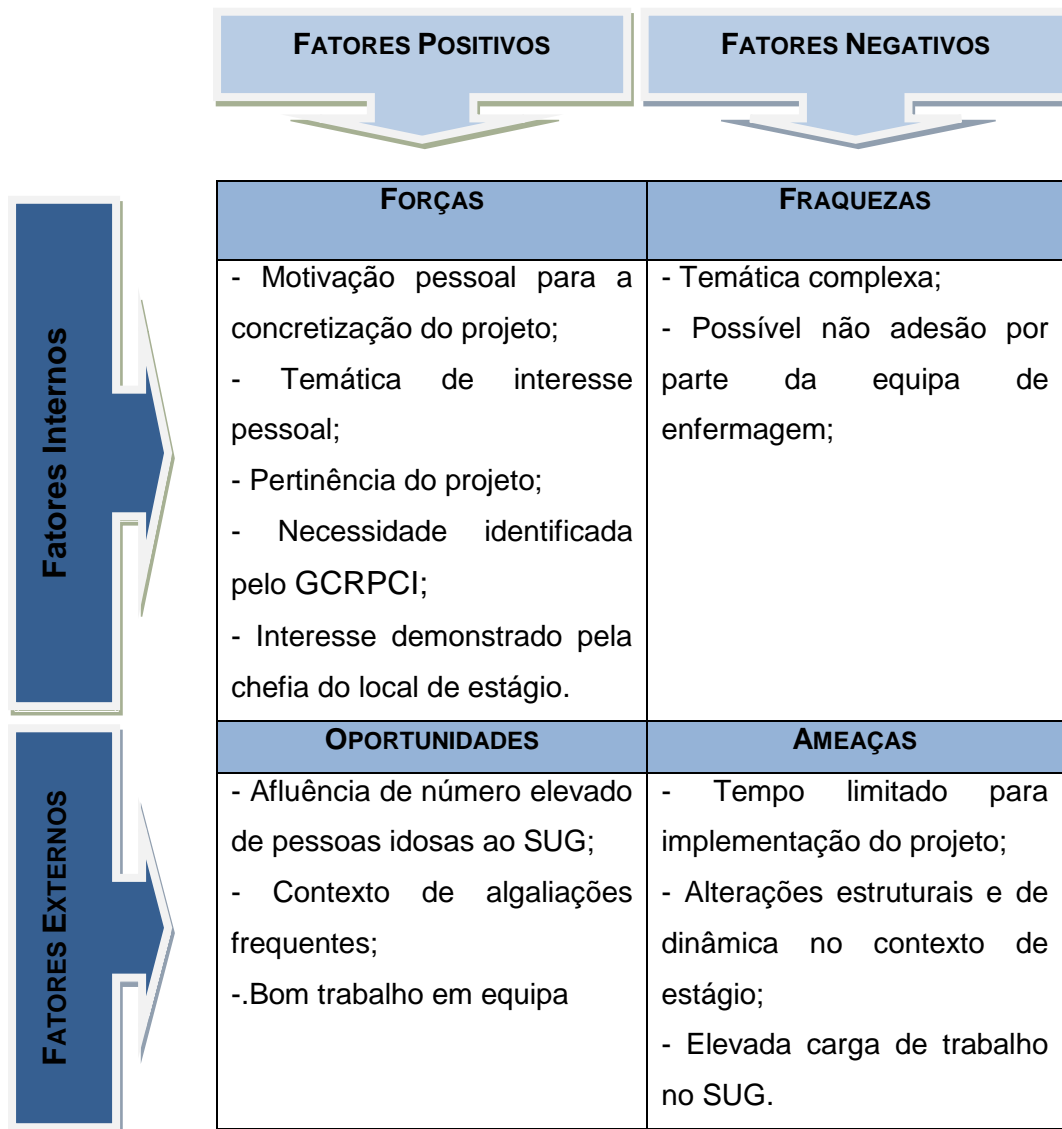 FATORES POSITIVOS
FATORES NEGATIVOS
Fatores Internos
FORÇAS
- Motivação pessoal para a
concretização do projeto;
- Temática de interesse
pessoal;
- Pertinência do projeto;
- Necessidade identificada
pelo GCRPCI;
- Interesse demonstrado pela
chefia do local de estágio.
FRAQUEZAS
- Temática complexa;
- Possível não adesão por
parte da equipa de
enfermagem;
FATORES EXTERNOS
OPORTUNIDADES
- Afluência de número elevado
de pessoas idosas ao SUG;
- Contexto de algaliações
frequentes;
-.Bom trabalho em equipa
AMEAÇAS
- Tempo limitado para
implementação do projeto;
- Alterações estruturais e de
dinâmica no contexto de
estágio;
- Elevada carga de trabalho
no SUG.